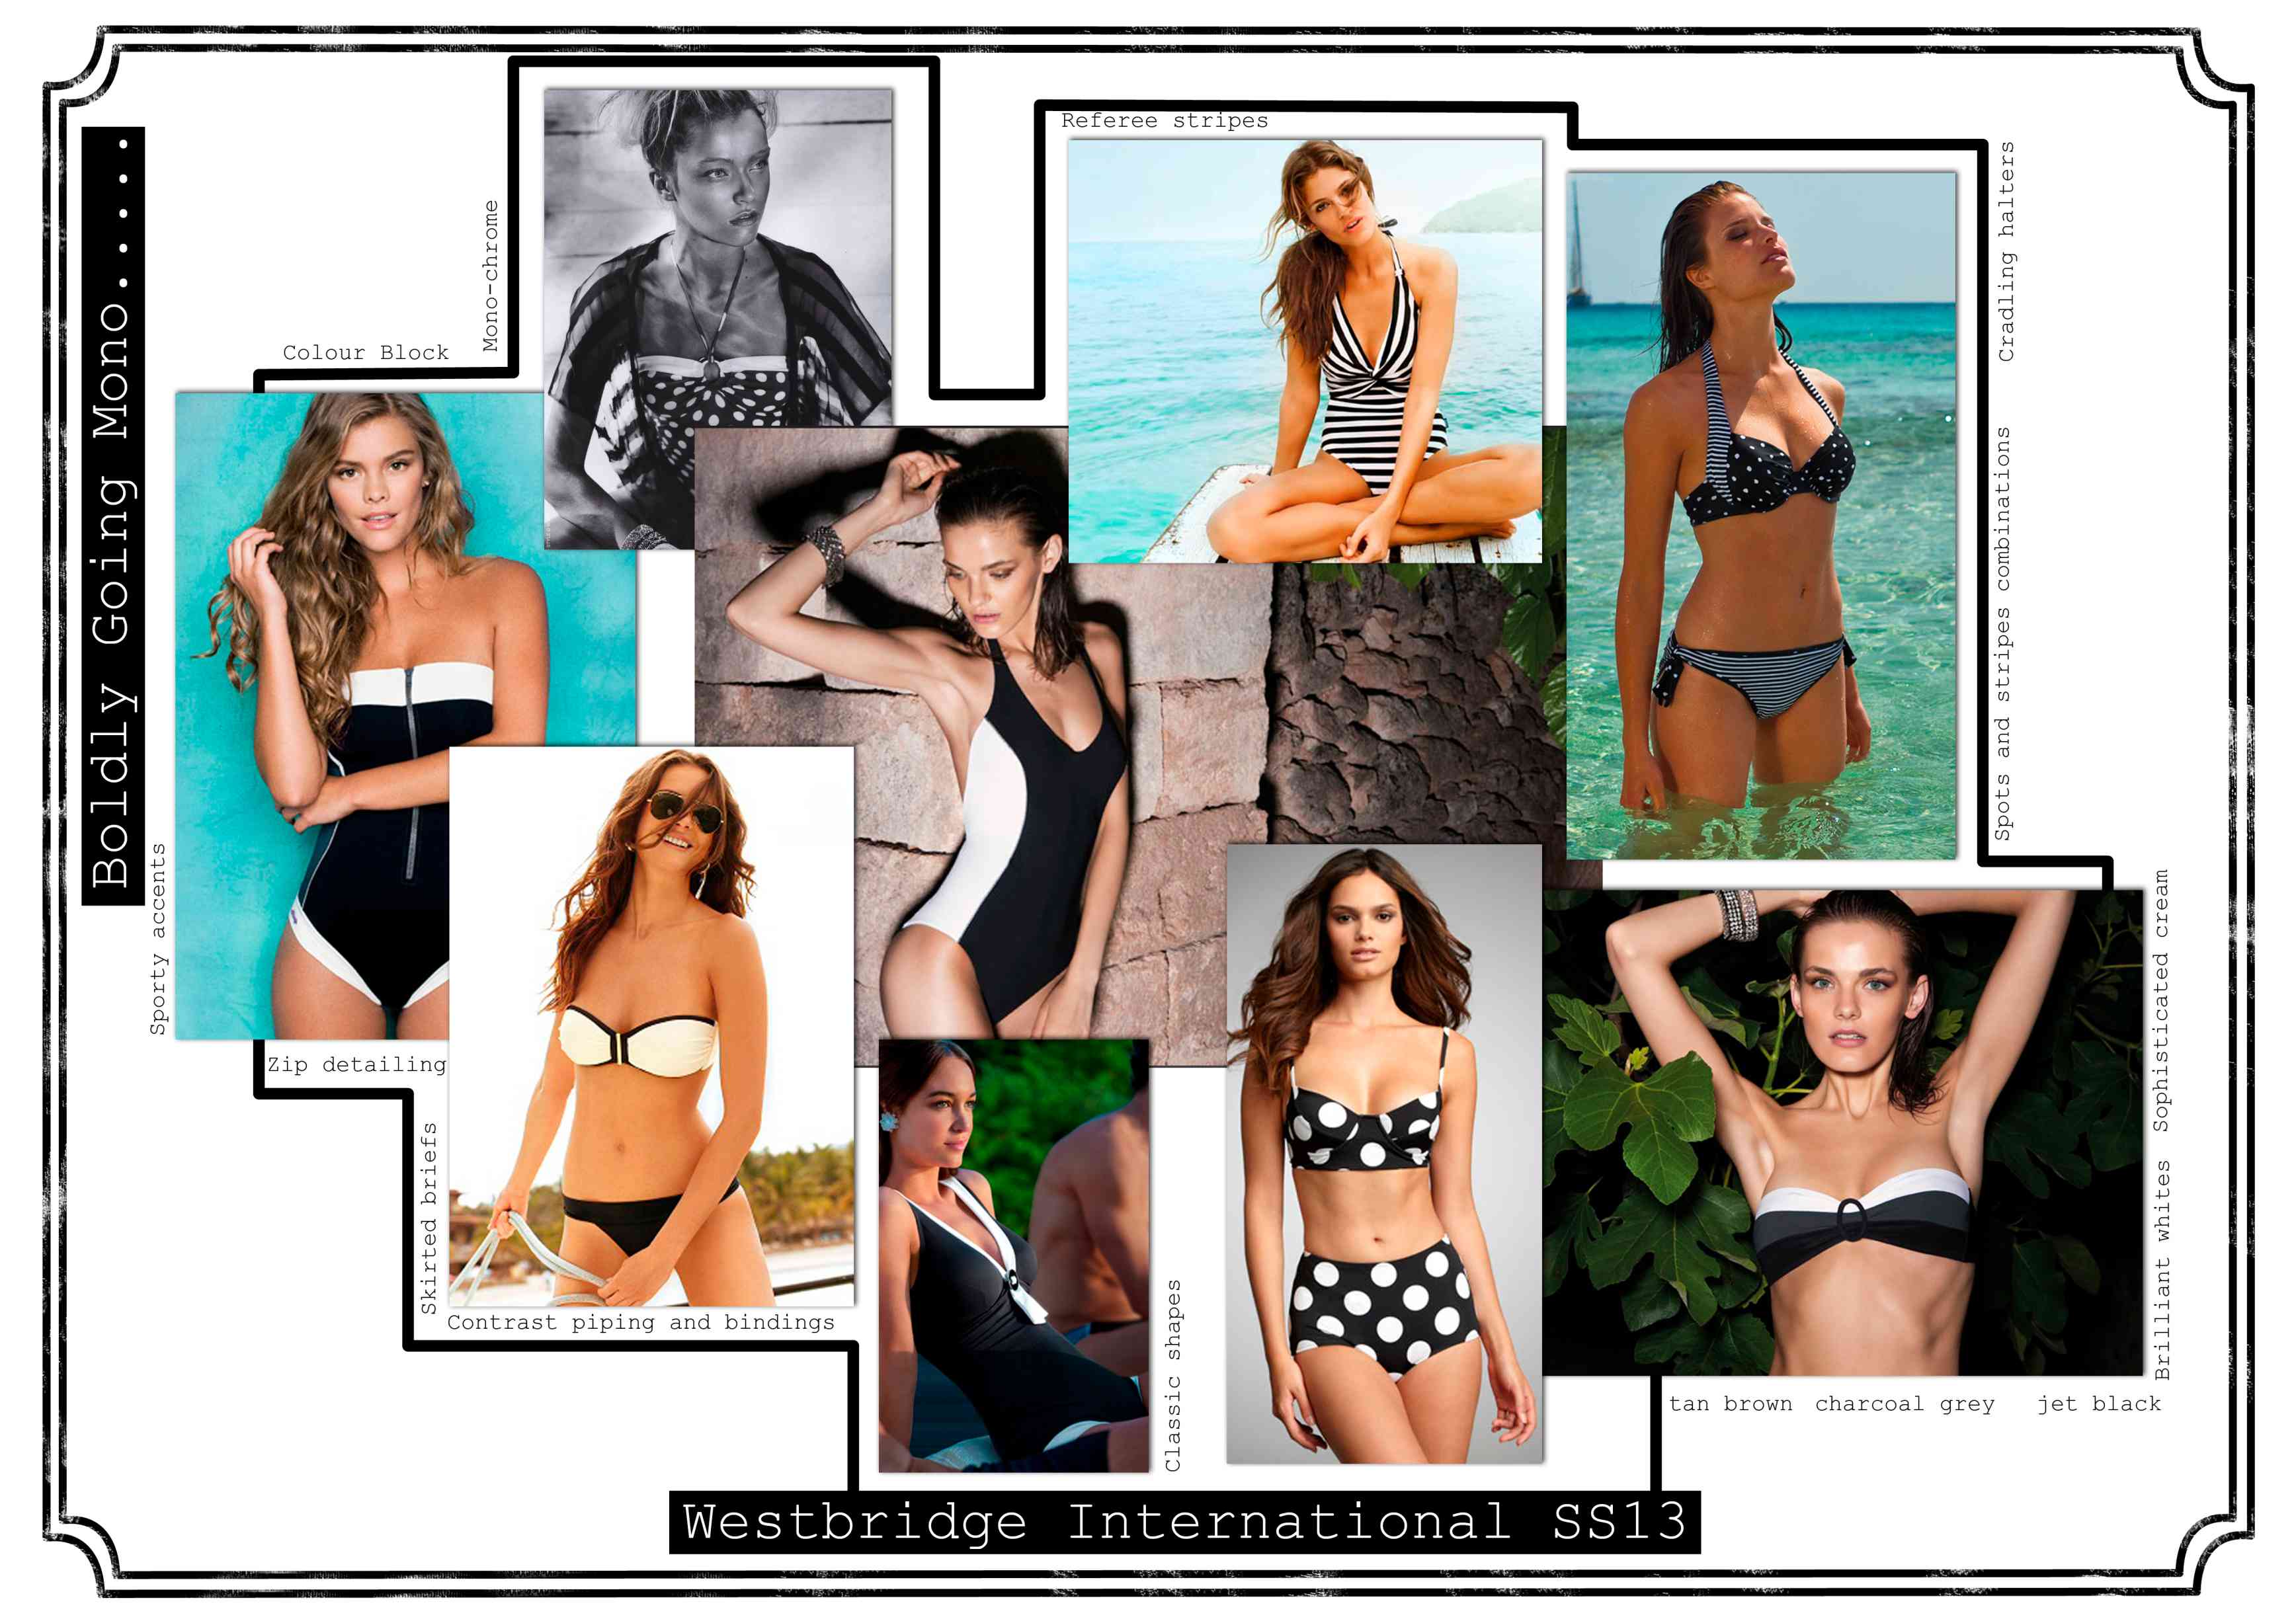 Boldly Going Mono.....
Colour Block
Mono-chrome
Referee stripes
Cradling halters
Spots and stripes combinations
Sporty accents
Zip detailing
Skirted briefs
Contrast piping and bindings
Classic shapes
Brilliant whites Sophisticated cream
tan brown charcoal grey jet black
Westbridge International SS13